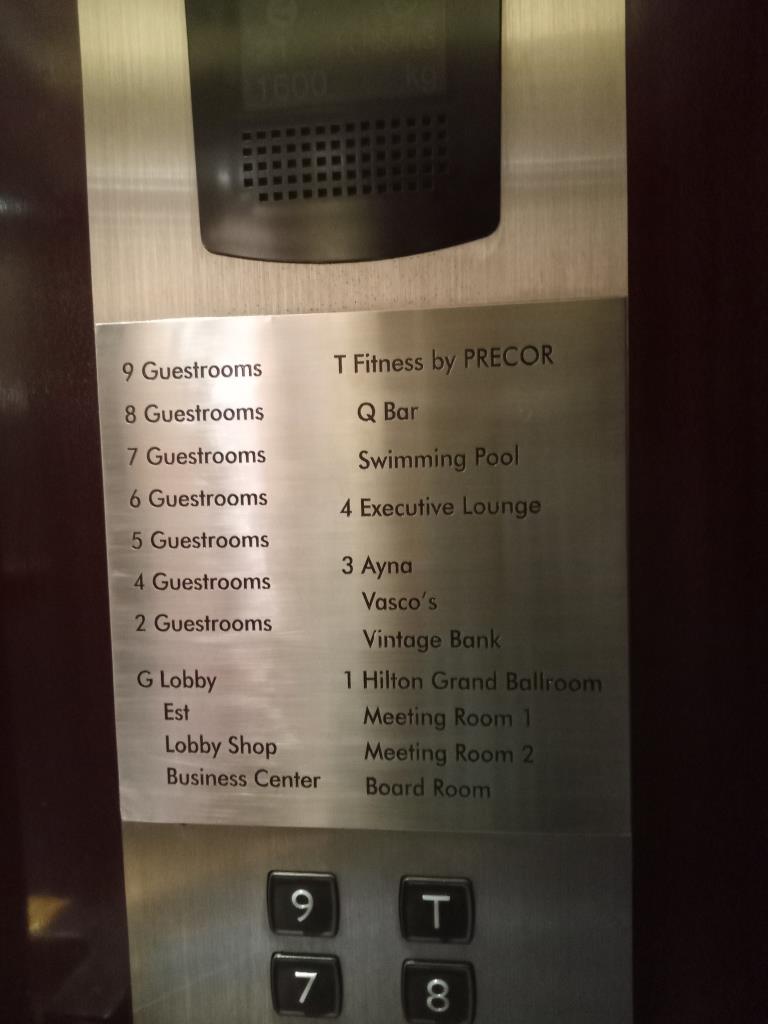 1600 kg
9 Guestrooms
8 Guestrooms
7 Guestrooms
6 Guestrooms
5 Guestrooms
4 Guestrooms
2 Guestrooms
G Lobby
Est
Lobby Shop
Business Center
T Fitness by PRECOR
Q Bar
Swimming Pool
4 Executive Lounge
3 Ayna
Vasco's
Vintage Bank
1 Hilton Grand Ballroom
Meeting Room 1
Meeting Room 2
Board Room
9 T
7 8